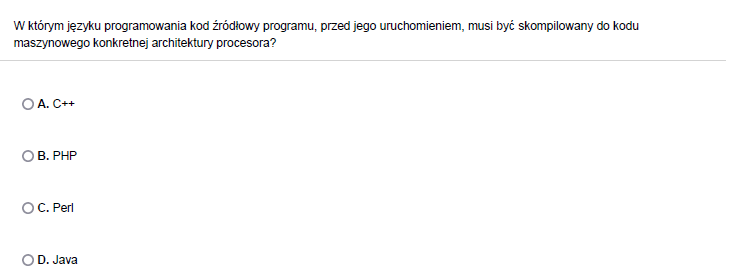 W którym języku programowania kod źródłowy programu, przed jego uruchomieniem, musi być skompilowany do kodu
maszynowego konkretnej architektury procesora?
A. C++
B. PHP
C. Perl
D. Java